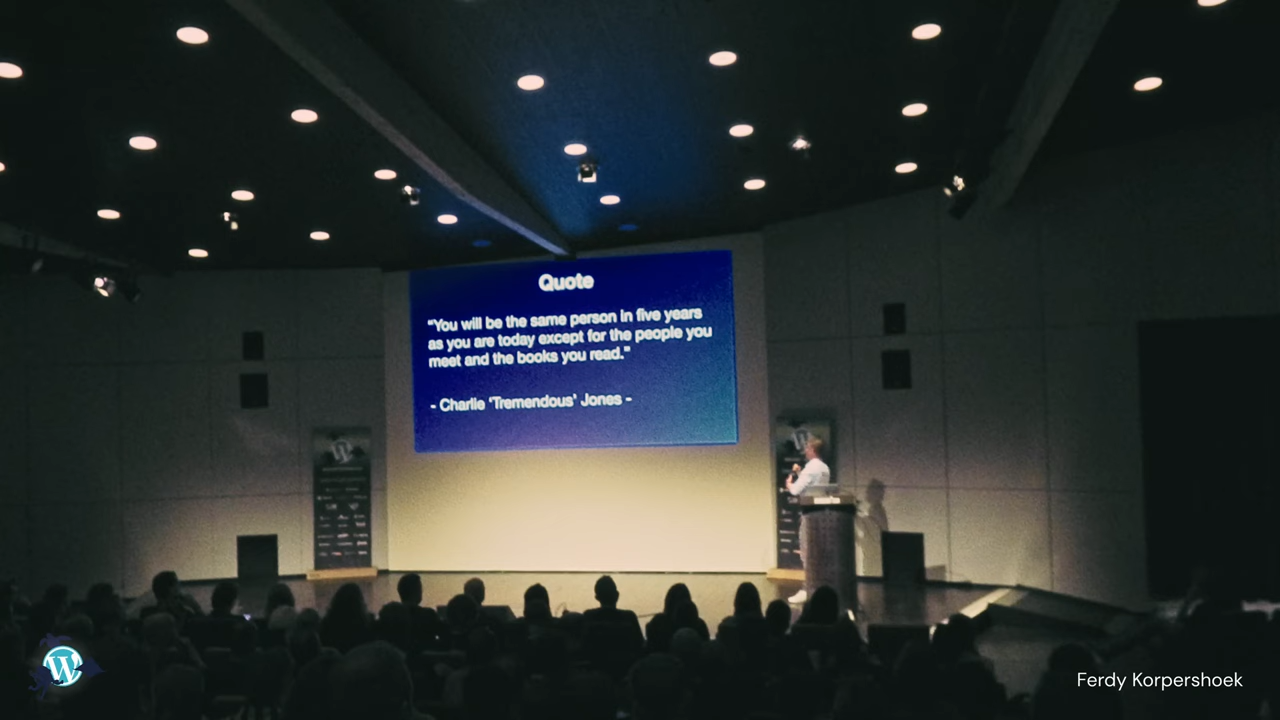 Quote
“You will be the same person in five years
as you are today except for the people you
meet and the books you read.”
- Charlie ‘Tremendous’ Jones -
Ferdy Korpershoek